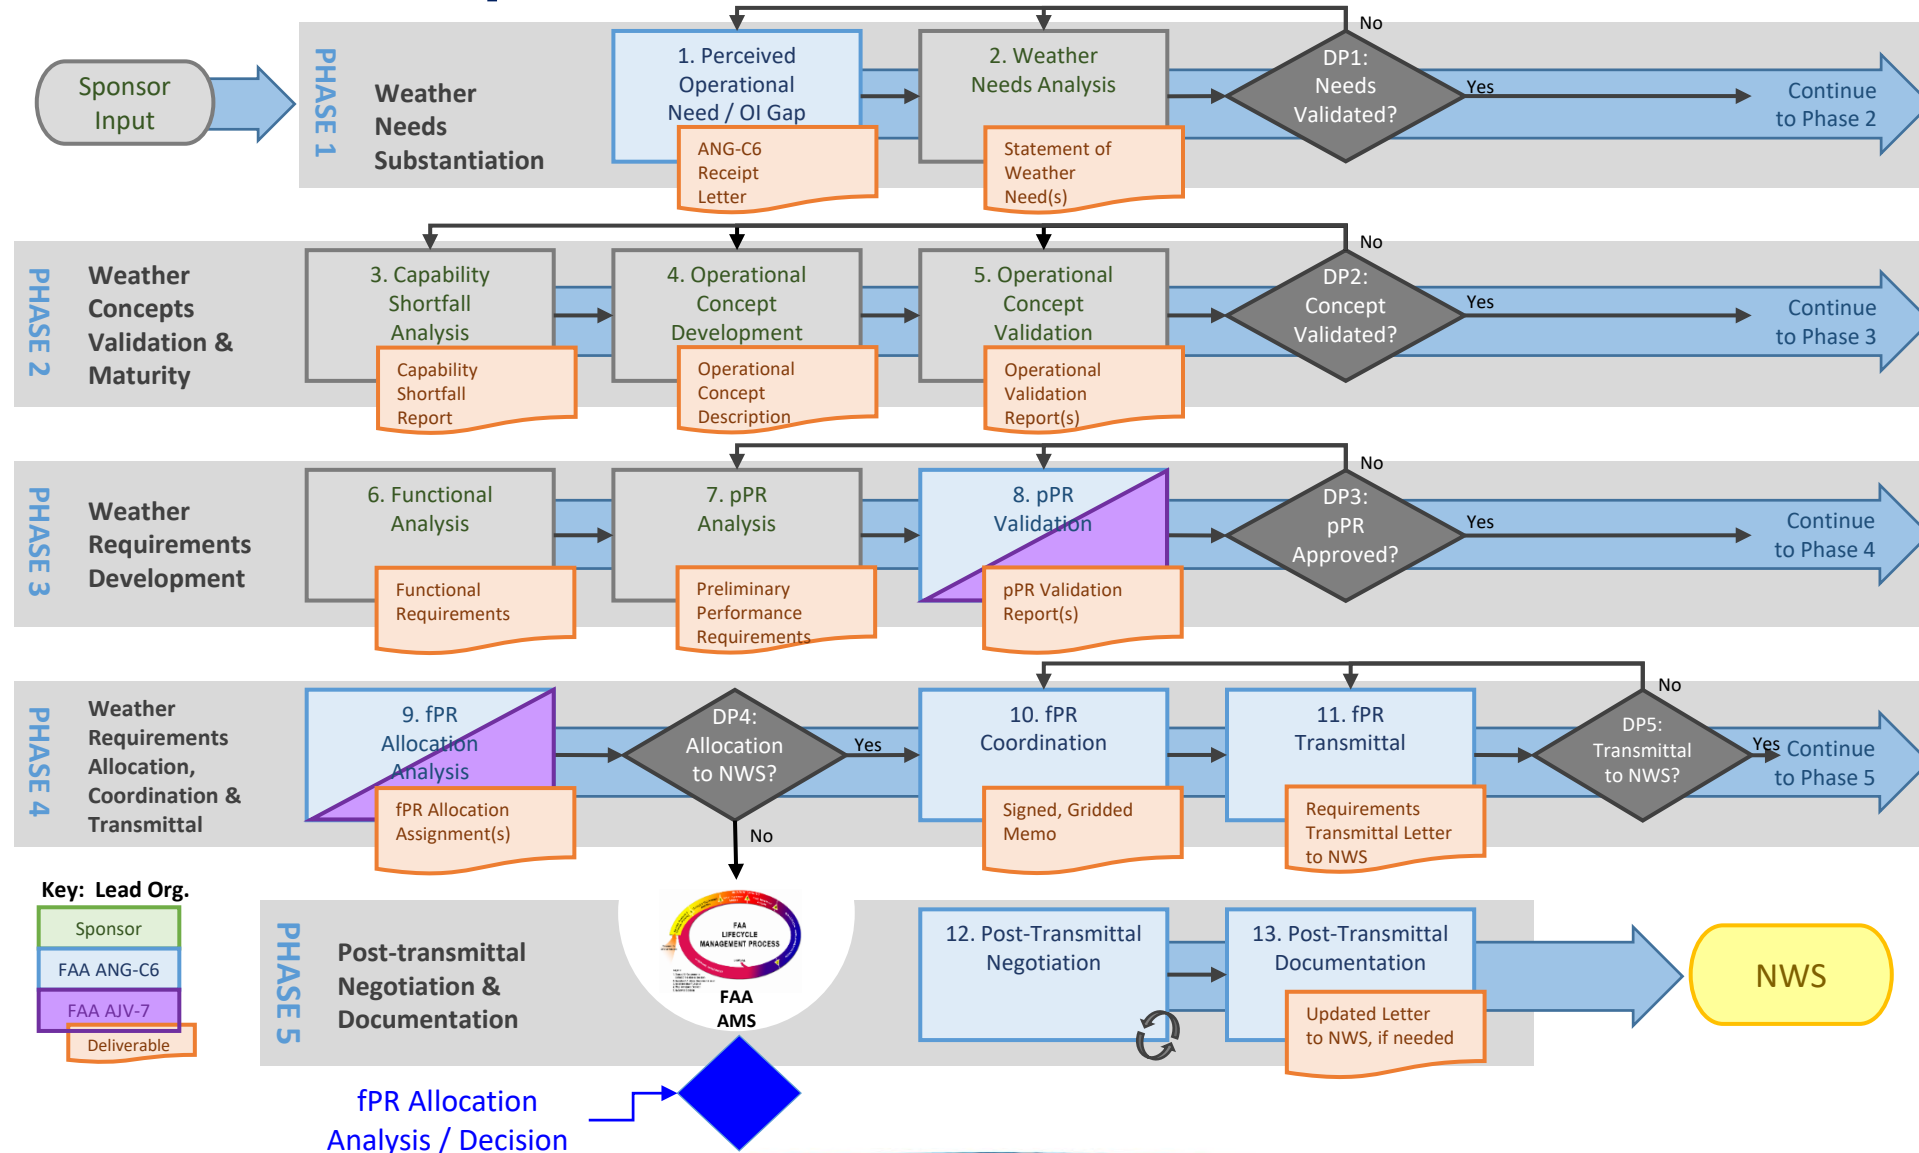 Sponsor
Input
PHASE 1
Weather
Needs
Substantiation
1. Perceived
Operational
Need / OI Gap
ANG-C6
Receipt
Letter
2. Weather
Needs Analysis
Statement of
Weather
Need(s)
DP1:
Needs
Validated?
No
Yes
Continue
to Phase 2
PHASE 2
Weather
Concepts
Validation &
Maturity
3. Capability
Shortfall
Analysis
Capability
Shortfall
Report
4. Operational
Concept
Development
Operational
Concept
Description
5. Operational
Concept
Validation
Operational
Validation
Report(s)
DP2:
Concept
Validated?
No
Yes
Continue
to Phase 3
PHASE 3
Weather
Requirements
Development
6. Functional
Analysis
Functional
Requirements
7. pPR
Analysis
Preliminary
Performance
Requirements
8. pPR
Validation
pPR Validation
Report(s)
DP3:
pPR
Approved?
No
Yes
Continue
to Phase 4
PHASE 4
Weather
Requirements
Allocation,
Coordination &
Transmittal
9. fPR
Allocation
Analysis
fPR Allocation
Assignment(s)
DP4:
Allocation
to NWS?
Yes
No
10. fPR
Coordination
Signed, Gridded
Memo
11. fPR
Transmittal
Requirements
Transmittal Letter
to NWS
DP5:
Transmittal
to NWS?
No
Yes
Continue
to Phase 5
Key: Lead Org.
Sponsor
FAA ANG-C6
FAA AJV-7
Deliverable
PHASE 5
Post-transmittal
Negotiation &
Documentation
FAA
LIFECYCLE
MANAGEMENT PROCESS
FAA
AMS
12. Post-Transmittal
Negotiation
13. Post-Transmittal
Documentation
Updated Letter
to NWS, if needed
NWS
fPR Allocation
Analysis / Decision